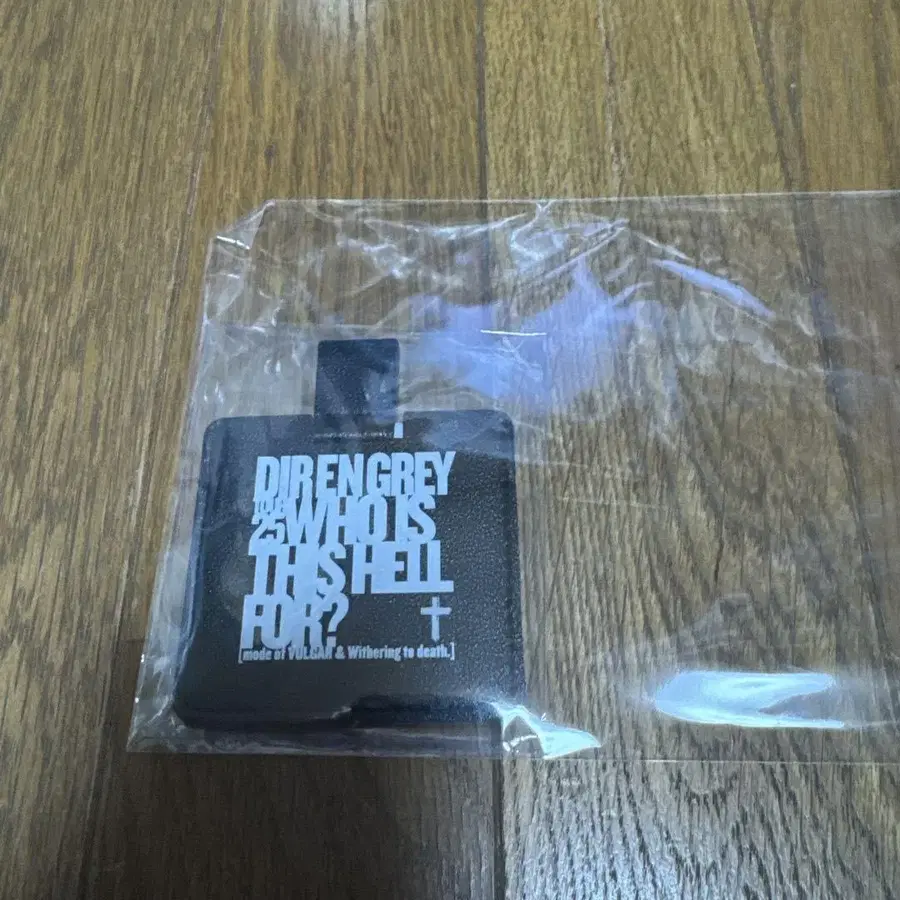 DIR EN GREY
TOUR
25 WHO IS
THIS HELL
FOR?
[mode of VULGAR & Withering to death.]